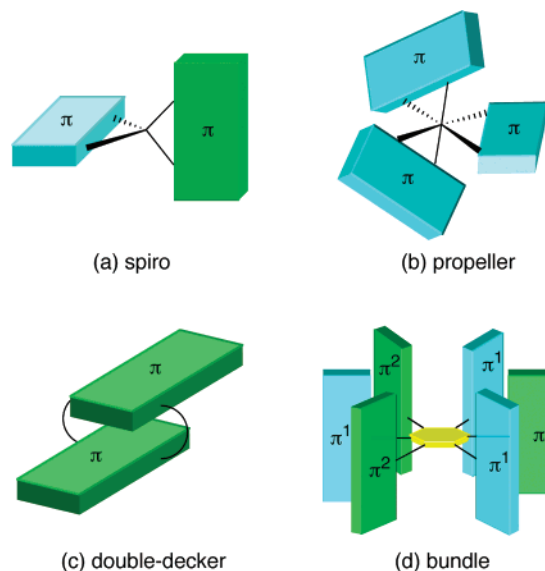 π
π
π
π
π
(a) spiro
(b) propeller
π
π
(c) double-decker
π²
π¹
π¹
π
π²
π¹
(d) bundle